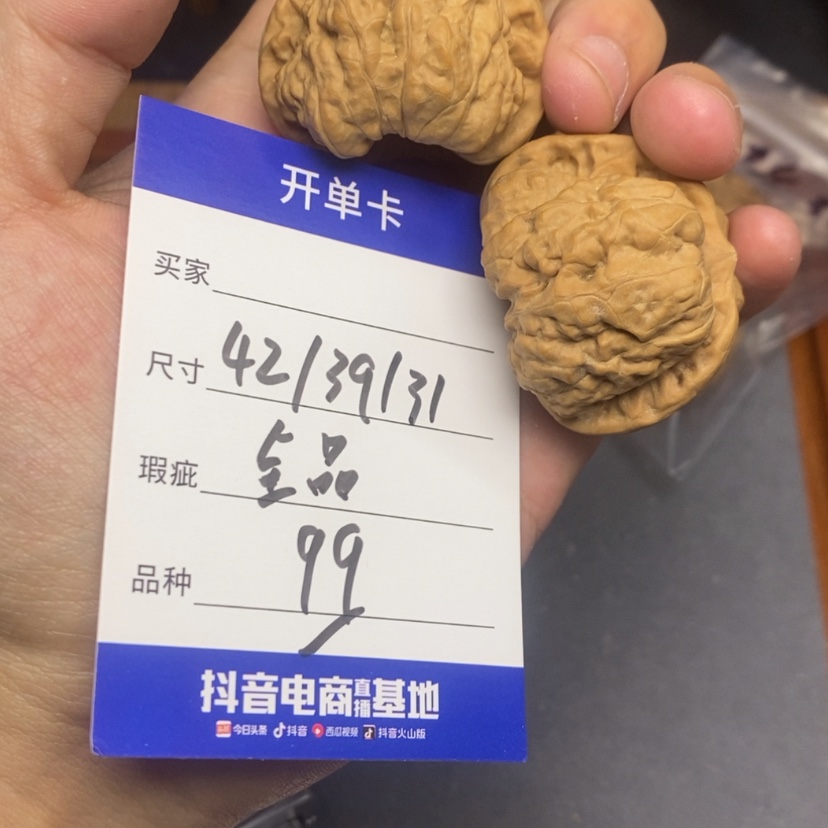 开单卡
买家
尺寸 42/39/31
瑕疵 全品
品种 99
抖音电商直播基地
今日头条 抖音 西瓜视频 抖音火山版